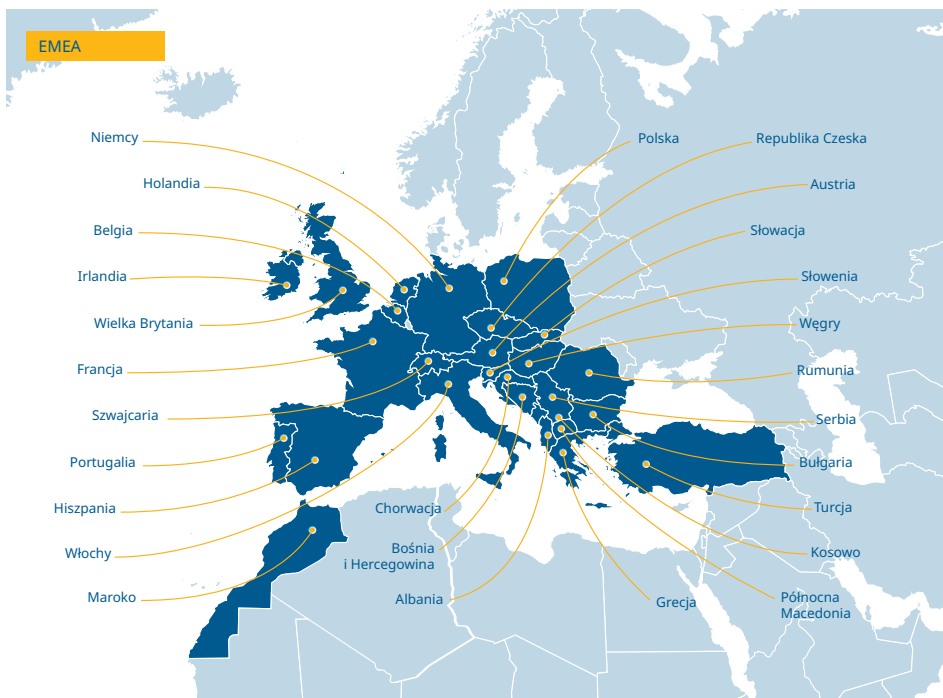 EMEA
Niemcy
Holandia
Belgia
Irlandia
Wielka Brytania
Francja
Szwajcaria
Portugalia
Hiszpania
Włochy
Maroko
Chorwacja
Bośnia
i Hercegowina
Albania
Polska
Republika Czeska
Austria
Słowacja
Słowenia
Węgry
Rumunia
Serbia
Bułgaria
Turcja
Kosowo
Północna
Macedonia
Grecja